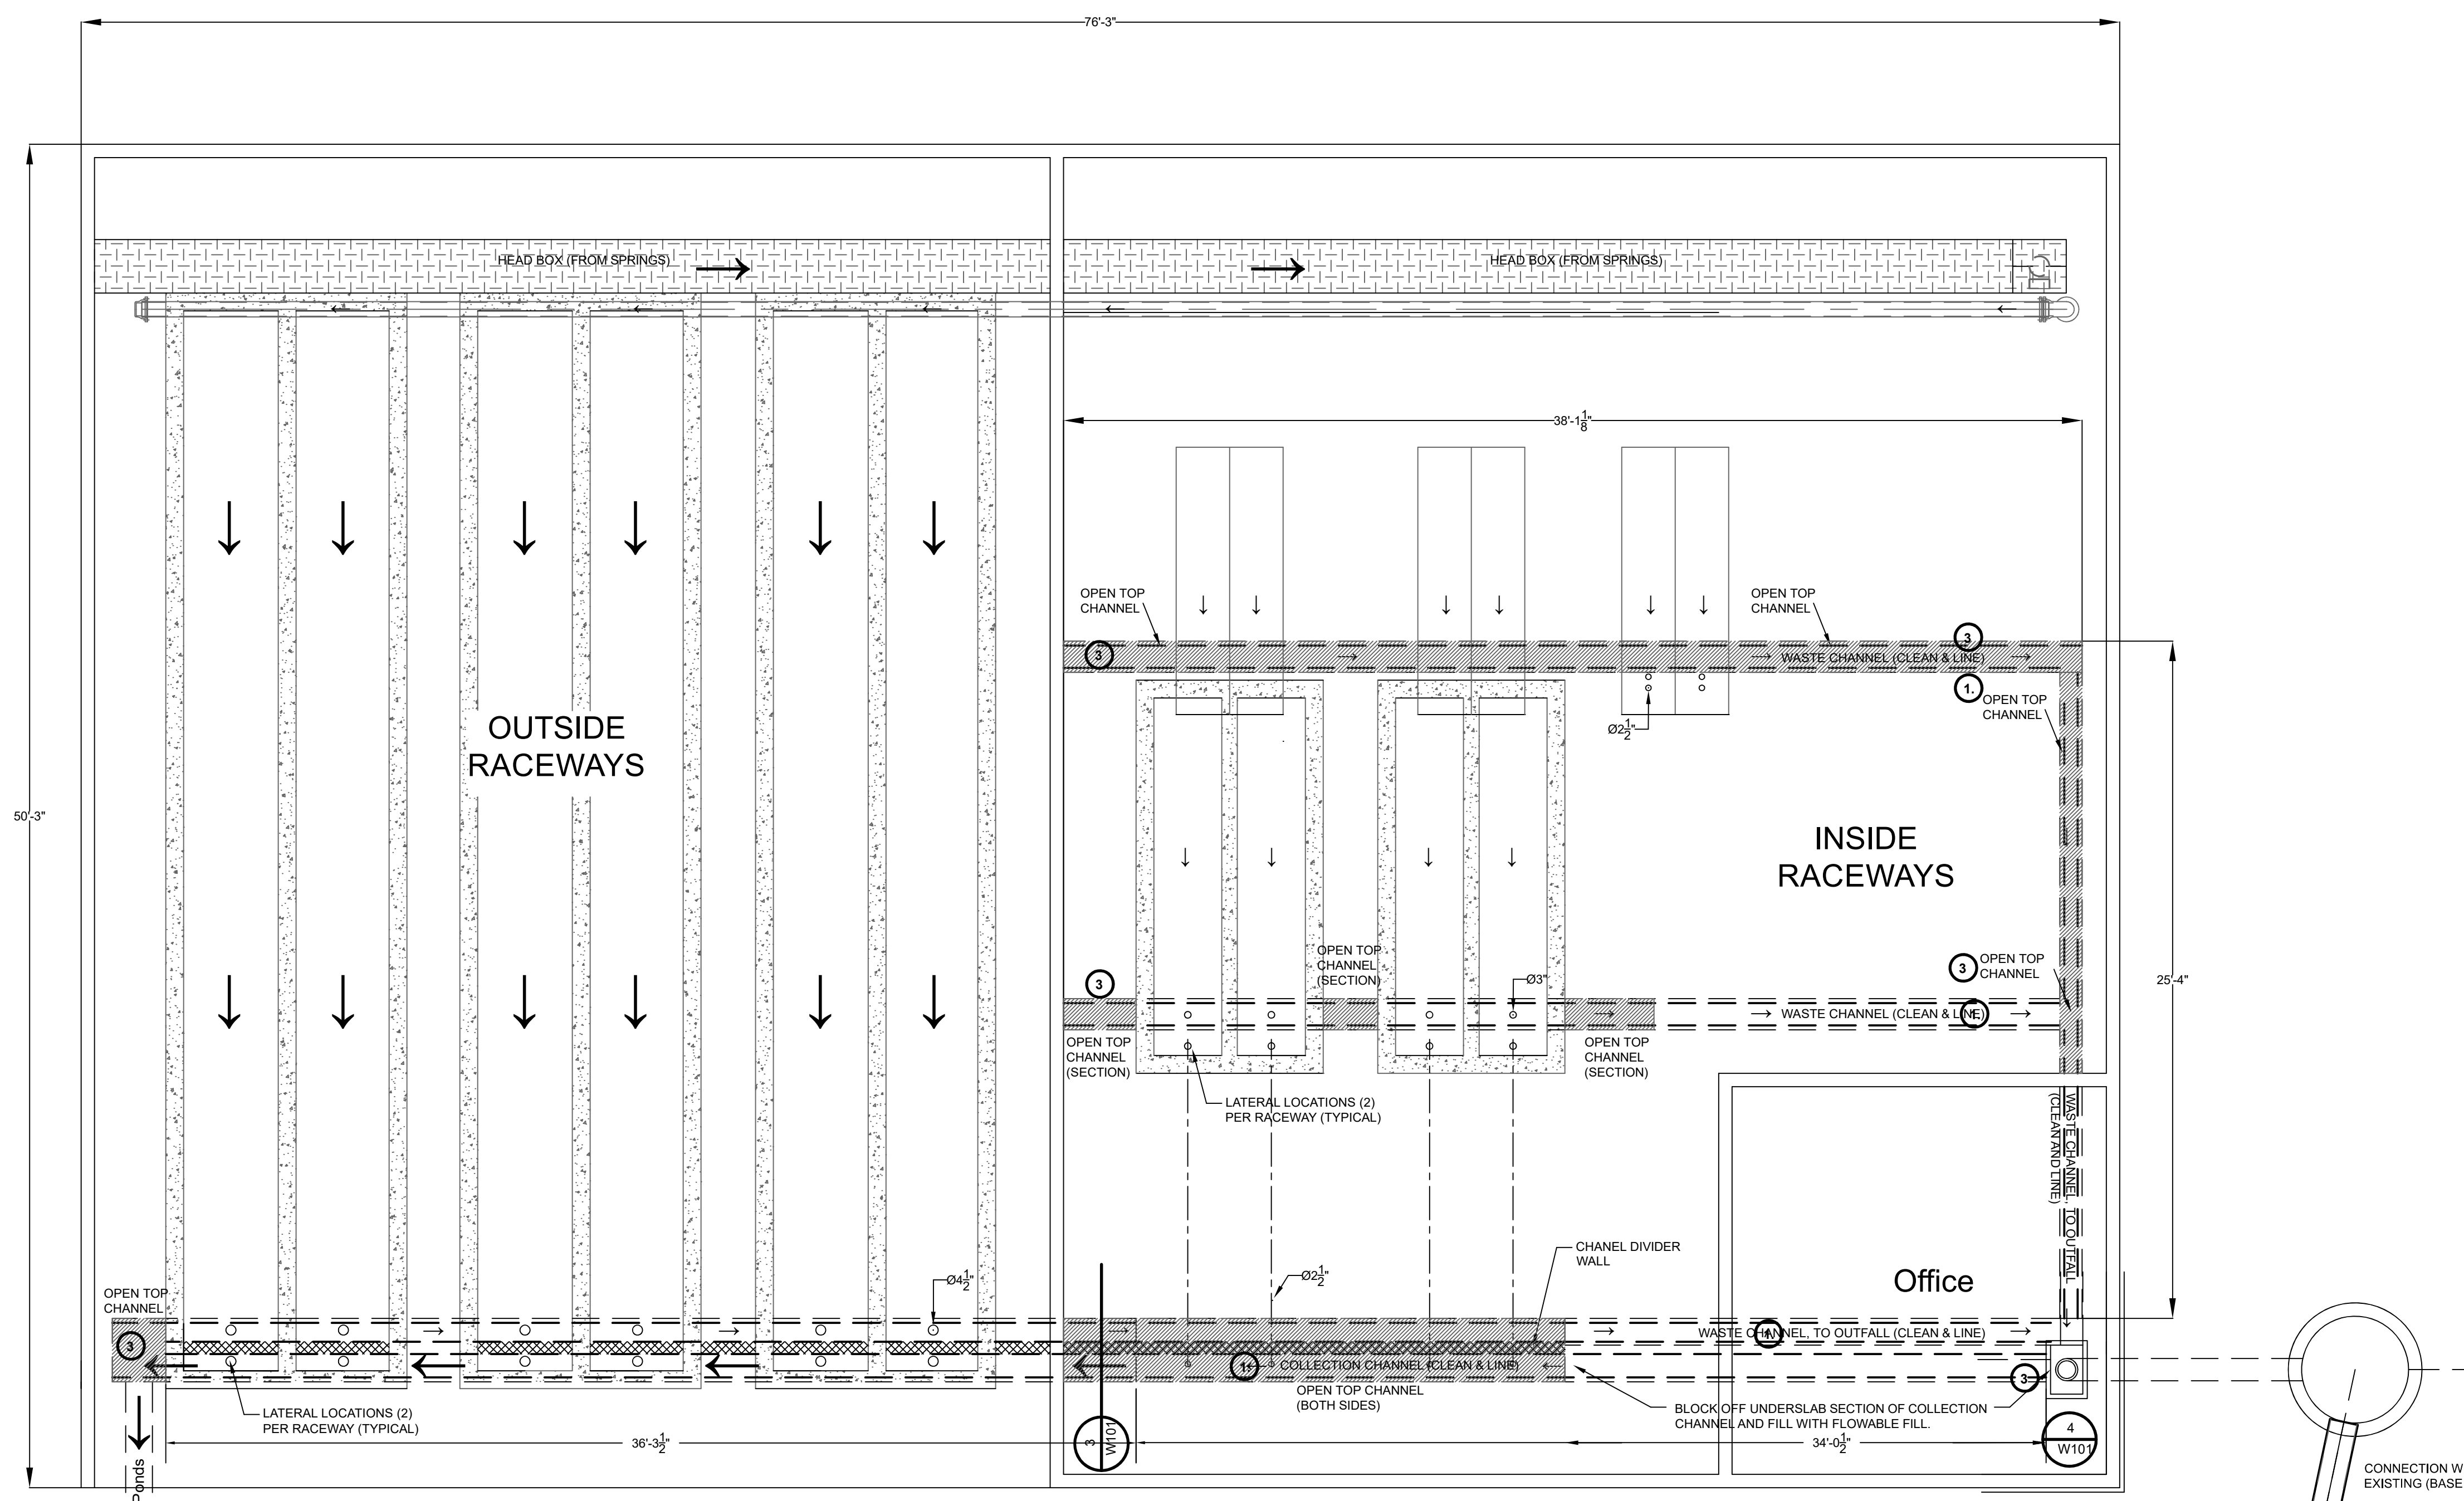 76'-3"
HEAD BOX (FROM SPRINGS)
HEAD BOX (FROM SPRINGS)
38'-1 1/8"
OPEN TOP
CHANNEL
OPEN TOP
CHANNEL
3
3
WASTE CHANNEL (CLEAN & LINE)
1.
OPEN TOP
CHANNEL
Ø2 1/2"
OUTSIDE
RACEWAYS
50'-3"
INSIDE
RACEWAYS
OPEN TOP
CHANNEL
(SECTION)
3
Ø3"
3
OPEN TOP
CHANNEL
25'-4"
WASTE CHANNEL (CLEAN & LINE)
1.
OPEN TOP
CHANNEL
(SECTION)
OPEN TOP
CHANNEL
(SECTION)
LATERAL LOCATIONS (2)
PER RACEWAY (TYPICAL)
WASTE CHANNEL, TO OUTFALL
(CLEAN AND LINE)
CHANEL DIVIDER
WALL
Office
Ø4 1/2"
Ø2 1/2"
OPEN TOP
CHANNEL
3
WASTE CHANNEL, TO OUTFALL (CLEAN & LINE)
1.
1.
COLLECTION CHANNEL (CLEAN & LINE)
3
OPEN TOP CHANNEL
(BOTH SIDES)
BLOCK OFF UNDERSLAB SECTION OF COLLECTION
CHANNEL AND FILL WITH FLOWABLE FILL.
LATERAL LOCATIONS (2)
PER RACEWAY (TYPICAL)
36'-3 1/2"
3
W101
34'-0 1/2"
4
W101
Ponds
CONNECTION W
EXISTING (BASE